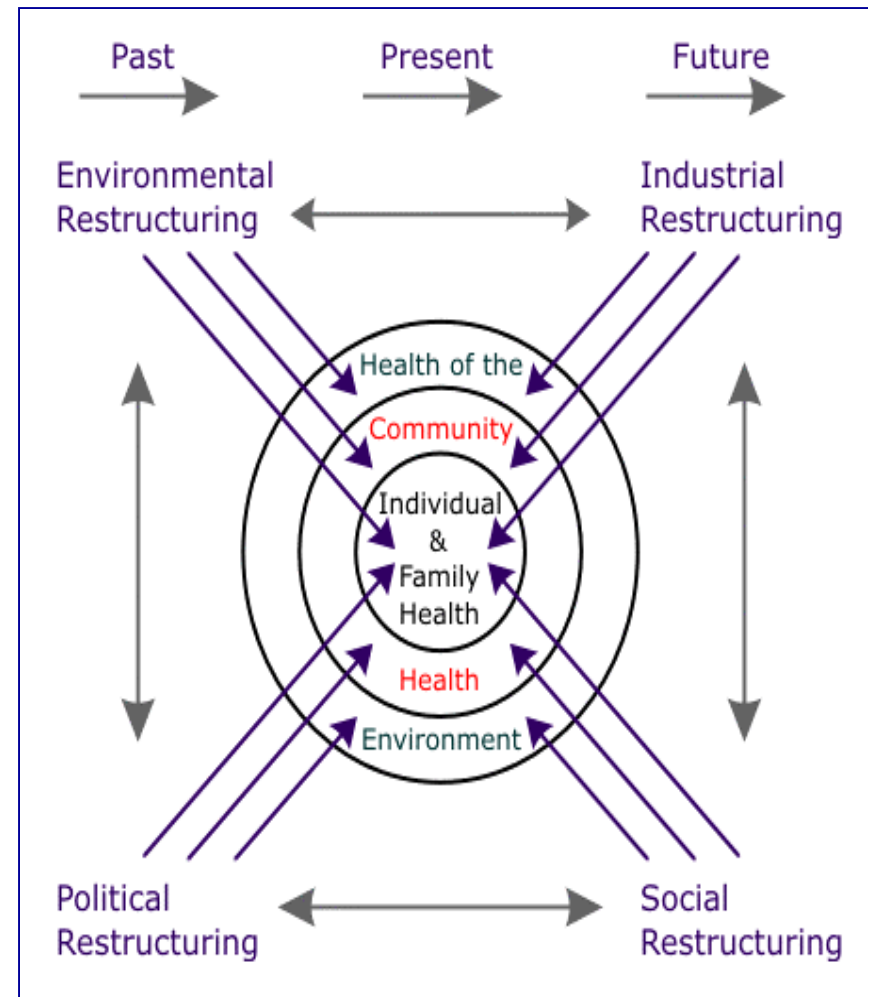 Past
Present
Future
Environmental
Restructuring
Industrial
Restructuring
Health of the
Community
Individual
&
Family
Health
Health
Environment
Political
Restructuring
Social
Restructuring